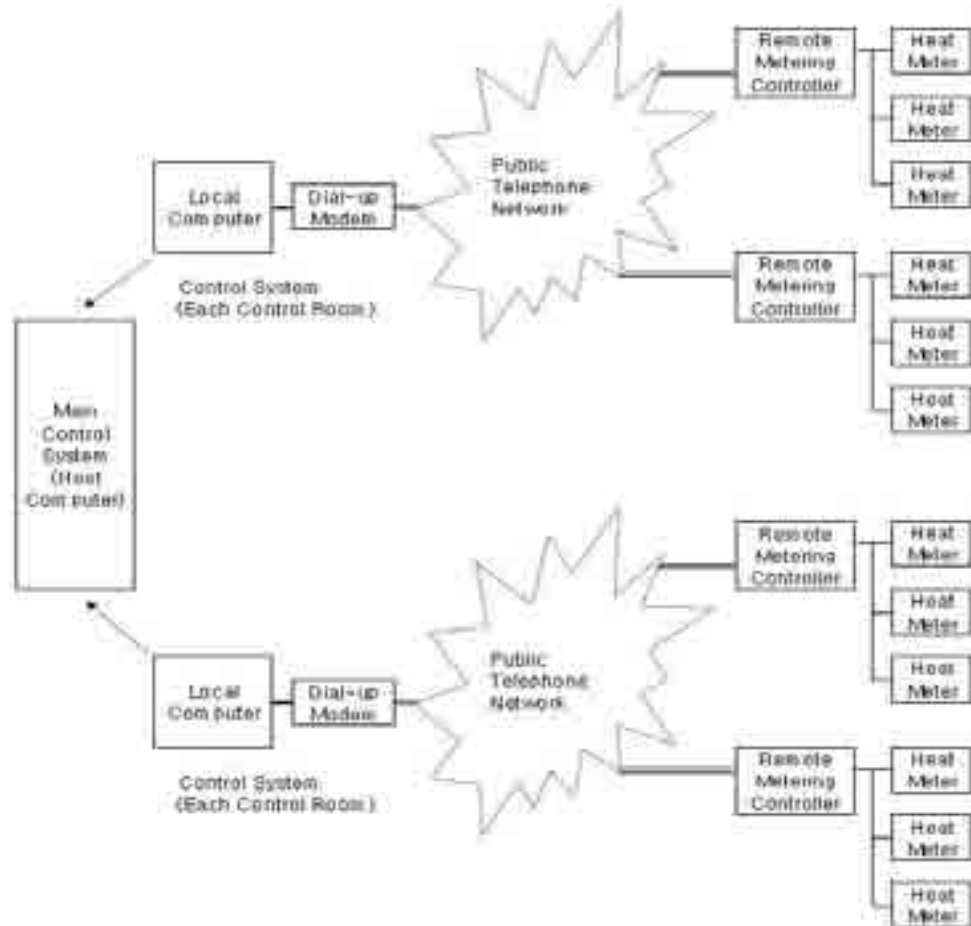 Remote
Metering
Controller
Heat
Meter
Heat
Meter
Heat
Meter
Local
Computer
Dial-up
Modem
Public
Telephone
Network
Remote
Metering
Controller
Heat
Meter
Heat
Meter
Heat
Meter
Control System
(Each Control Room)
Main
Control
System
(Host
Computer)
Remote
Metering
Controller
Heat
Meter
Heat
Meter
Heat
Meter
Local
Computer
Dial-up
Modem
Public
Telephone
Network
Remote
Metering
Controller
Heat
Meter
Heat
Meter
Heat
Meter
Control System
(Each Control Room)